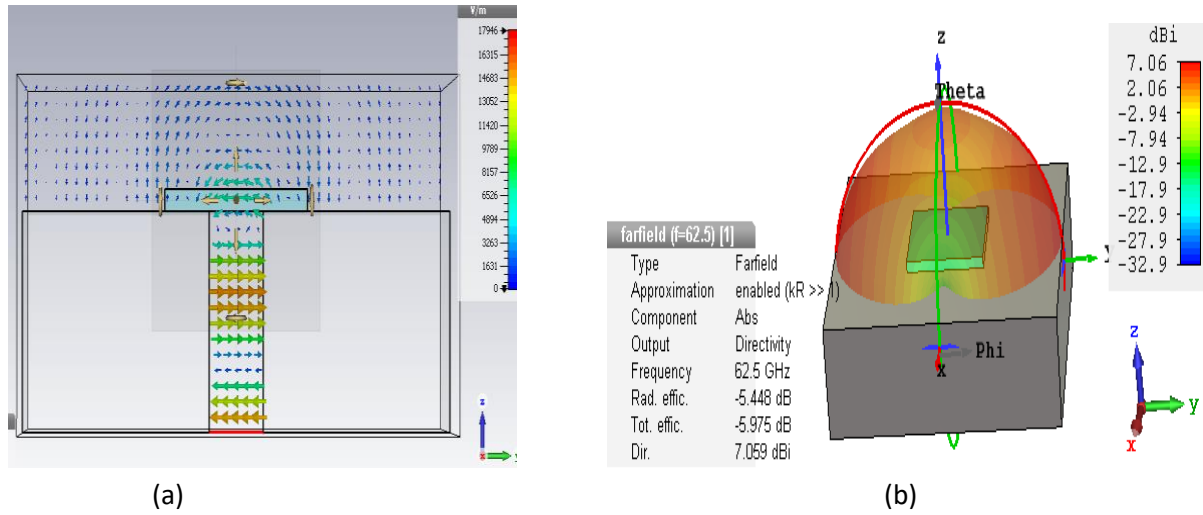 V/m
17946
16315
14683
13052
11420
9789
8158
6526
4894
3263
1631
0
z
x
y
(a)
z
Theta
y
Phi
x
farfield (f=62.5) [1]
Type Farfield
Approximation enabled (kR >> 1)
Component Abs
Output Directivity
Frequency 62.5 GHz
Rad. effic. -5.448 dB
Tot. effic. -5.975 dB
Dir. 7.059 dBi
dBi
7.06
2.06
-2.94
-7.94
-12.9
-17.9
-22.9
-27.9
-32.9
z
y
x
(b)